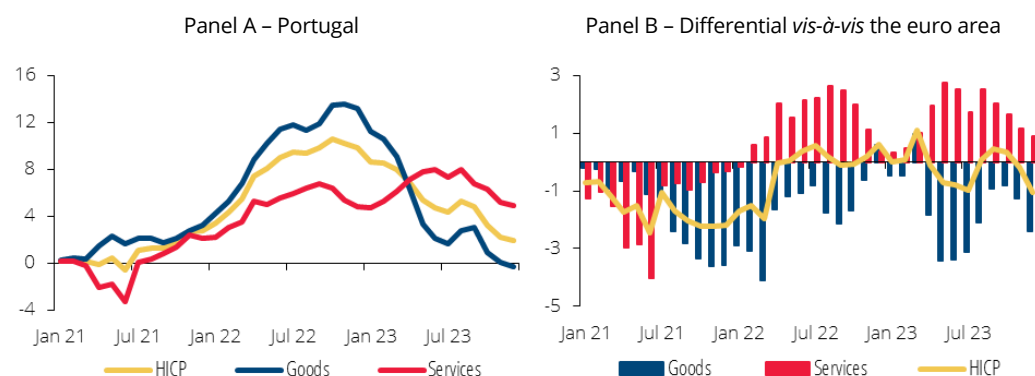 Panel A – Portugal
16
12
8
4
0
-4
Jan 21 Jul 21 Jan 22 Jul 22 Jan 23 Jul 23
HICP Goods Services
Panel B – Differential vis-à-vis the euro area
3
1
-1
-3
-5
Jan 21 Jul 21 Jan 22 Jul 22 Jan 23 Jul 23
Goods Services HICP